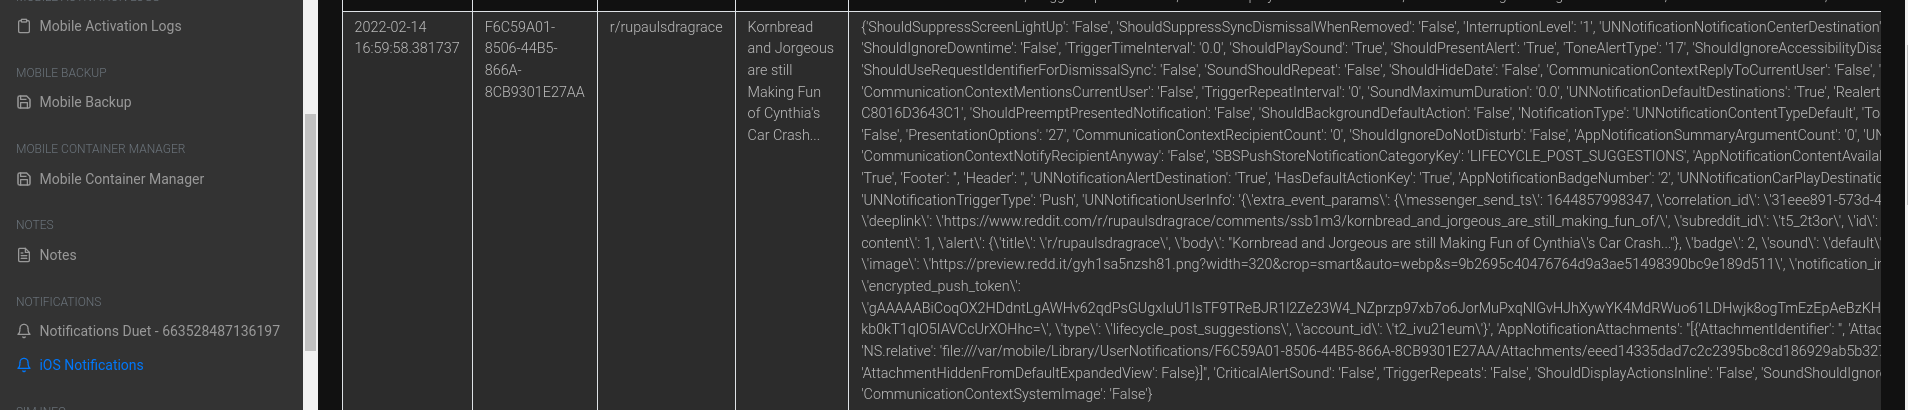 Mobile Activation Logs
MOBILE BACKUP
Mobile Backup
MOBILE CONTAINER MANAGER
Mobile Container Manager
NOTES
Notes
NOTIFICATIONS
Notifications Duet - 663528487136197
iOS Notifications
2022-02-14
16:59:58.381737
F6C59A01-
8506-44B5-
866A-
8CB9301E27AA
r/rupaulsdragrace
Kornbread
and Jorgeous
are still
Making Fun
of Cynthia's
Car Crash...
{'ShouldSuppressScreenLightUp': 'False', 'ShouldSuppressSyncDismissalWhenRemoved': 'False', 'InterruptionLevel': '1', 'UNNotificationNotificationCenterDestination'
'ShouldIgnoreDowntime': 'False', 'TriggerTimeInterval': '0.0', 'ShouldPlaySound': 'True', 'ShouldPresentAlert': 'True', 'ToneAlertType': '17', 'ShouldIgnoreAccessibilityDisa
'ShouldUseRequestIdentifierForDismissalSync': 'False', 'SoundShouldRepeat': 'False', 'ShouldHideDate': 'False', 'CommunicationContextReplyToCurrentUser': 'False', '
'CommunicationContextMentionsCurrentUser': 'False', 'TriggerRepeatInterval': '0', 'SoundMaximumDuration': '0.0', 'UNNotificationDefaultDestinations': 'True', 'Realert
C8016D3643C1', 'ShouldPreemptPresentedNotification': 'False', 'ShouldBackgroundDefaultAction': 'False', 'NotificationType': 'UNNotificationContentTypeDefault', 'To
'False', 'PresentationOptions': '27', 'CommunicationContextRecipientCount': '0', 'ShouldIgnoreDoNotDisturb': 'False', 'AppNotificationSummaryArgumentCount': '0', 'UN
'CommunicationContextNotifyRecipientAnyway': 'False', 'SBSPushStoreNotificationCategoryKey': 'LIFECYCLE_POST_SUGGESTIONS', 'AppNotificationContentAvailal
'True', 'Footer': '', 'Header': '', 'UNNotificationAlertDestination': 'True', 'HasDefaultActionKey': 'True', 'AppNotificationBadgeNumber': '2', 'UNNotificationCarPlayDestinatio
'UNNotificationTriggerType': 'Push', 'UNNotificationUserInfo': '{\'extra_event_params\': {\'messenger_send_ts\': 1644857998347, \'correlation_id\': \'31eee891-573d-4
\'deeplink\': \'https://www.reddit.com/r/rupaulsdragrace/comments/ssb1m3/kornbread_and_jorgeous_are_still_making_fun_of/\', \'subreddit_id\': \'t5_2t3or\', \'id\':
content\': 1, \'alert\': {\'title\': \'r/rupaulsdragrace\', \'body\': "Kornbread and Jorgeous are still Making Fun of Cynthia\'s Car Crash..."}, \'badge\': 2, \'sound\': \'default\'
\'image\': \'https://preview.redd.it/gyh1sa5nzsh81.png?width=320&crop=smart&auto=webp&s=9b2695c40476764d9a3ae51498390bc9e189d511\', \'notification_in
\'encrypted_push_token\':
\'gAAAAABiCoqOX2HDdntLgAWHv62qdPsGUgxIuU1IsTF9TReBJR1l2Ze23W4_NZprzp97xb7o6JorMuPxqNlGvHJhXywYK4MdRWuo61LDHwjk8ogTmEzEpAeBzKH
kb0kT1qlO5IAVCcUrXOHhc=\', \'type\': \'lifecycle_post_suggestions\', \'account_id\': \'t2_ivu21eum\'}', 'AppNotificationAttachments': "[{'AttachmentIdentifier': '', 'Attac
'NS.relative': 'file:///var/mobile/Library/UserNotifications/F6C59A01-8506-44B5-866A-8CB9301E27AA/Attachments/eeed14335dad7c2c2395bc8cd186929ab5b327
'AttachmentHiddenFromDefaultExpandedView': False}]", 'CriticalAlertSound': 'False', 'TriggerRepeats': 'False', 'ShouldDisplayActionsInline': 'False', 'SoundShouldIgnor
'CommunicationContextSystemImage': 'False'}